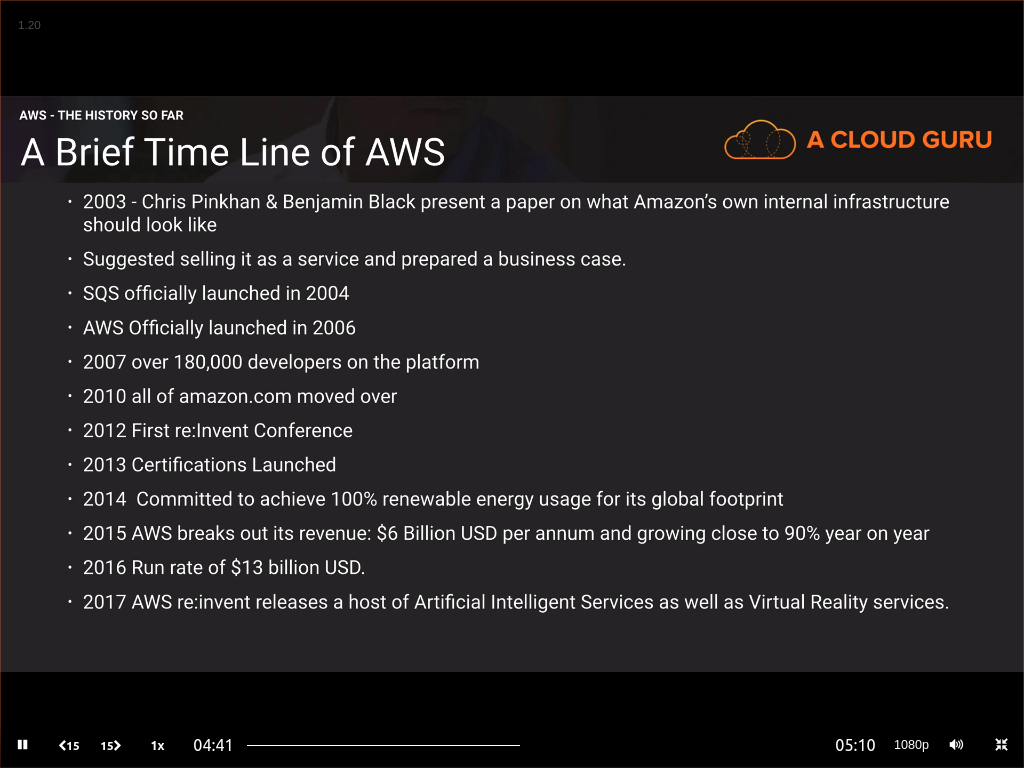 1.20
AWS - THE HISTORY SO FAR
A Brief Time Line of AWS
A CLOUD GURU
· 2003 - Chris Pinkhan & Benjamin Black present a paper on what Amazon’s own internal infrastructure
should look like
· Suggested selling it as a service and prepared a business case.
· SQS officially launched in 2004
· AWS Officially launched in 2006
· 2007 over 180,000 developers on the platform
· 2010 all of amazon.com moved over
· 2012 First re:Invent Conference
· 2013 Certifications Launched
· 2014  Committed to achieve 100% renewable energy usage for its global footprint
· 2015 AWS breaks out its revenue: $6 Billion USD per annum and growing close to 90% year on year
· 2016 Run rate of $13 billion USD.
· 2017 AWS re:invent releases a host of Artificial Intelligent Services as well as Virtual Reality services.
15 15 1x 04:41 05:10 1080p